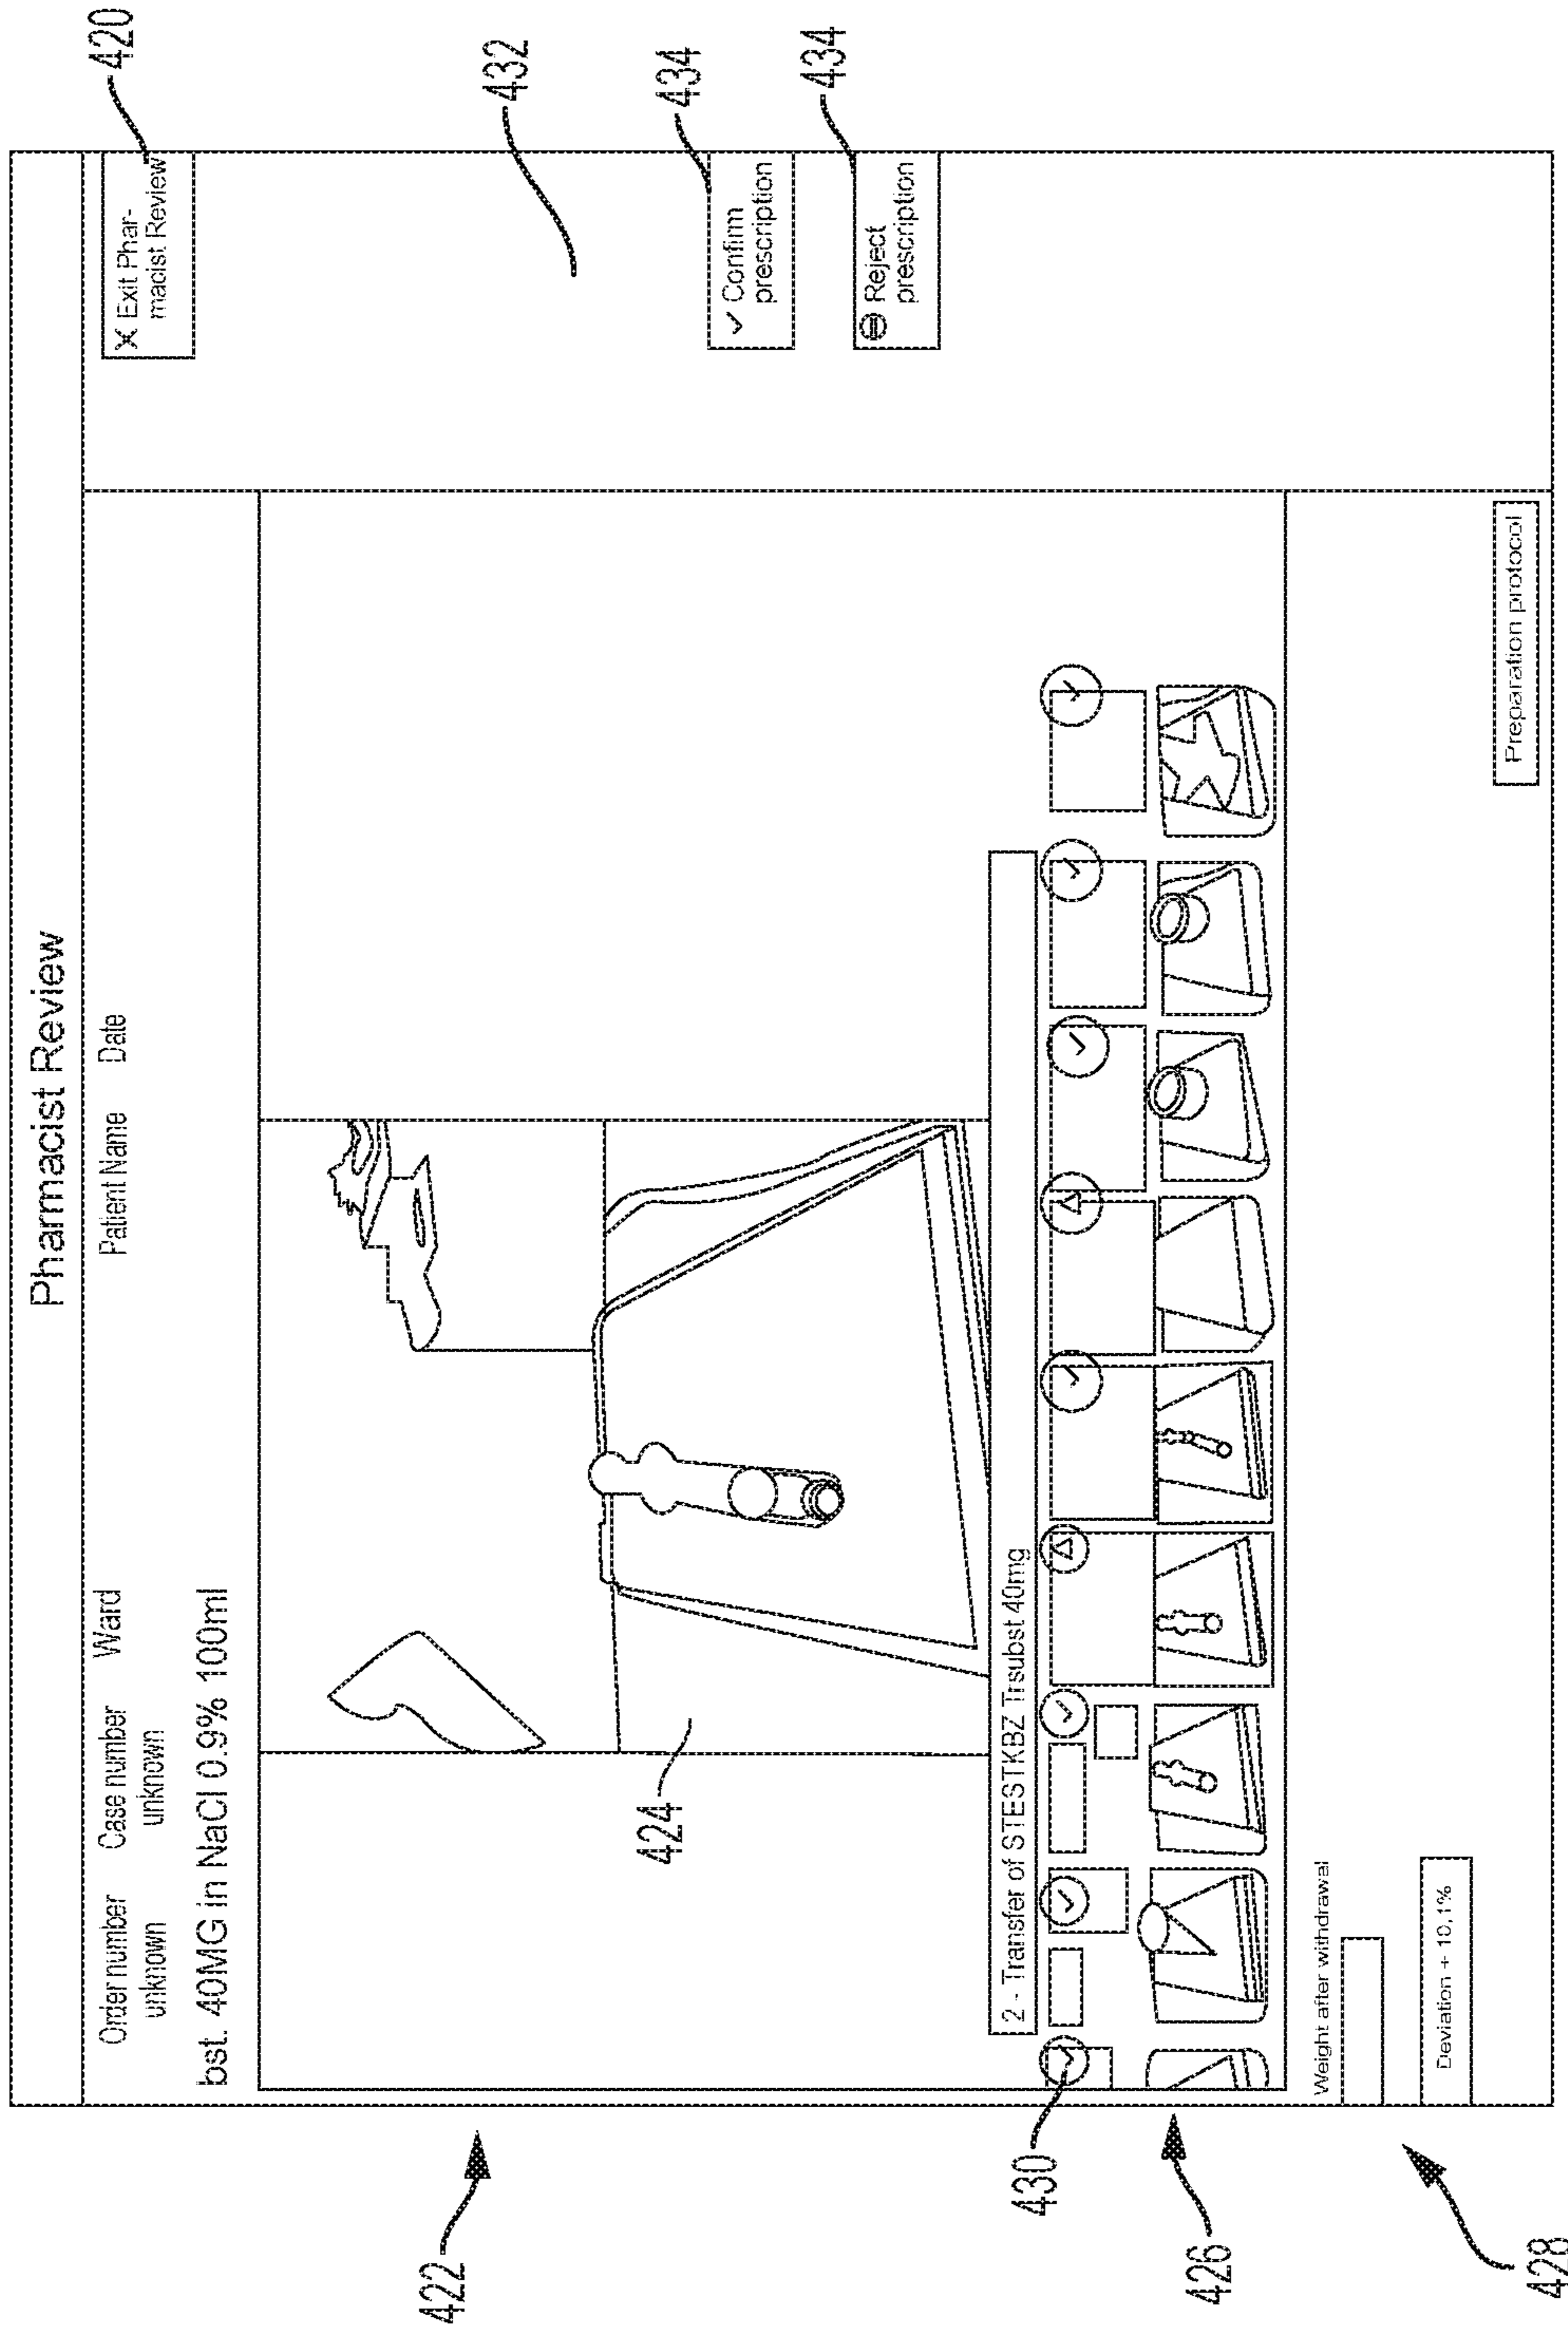 Pharmacist Review
Order number Case number Ward Patient Name Date
unknown unknown
bst. 40MG in NaCl 0.9% 100ml
X Exit Phar-
macist Review
420
432
✓ Confirm
prescription
434
Reject
prescription
434
422
424
2 - Transfer of STESTKBZ Trsubst 40mg
430
426
Weight after withdrawal
Deviation + 10,1%
Preparation protocol
428